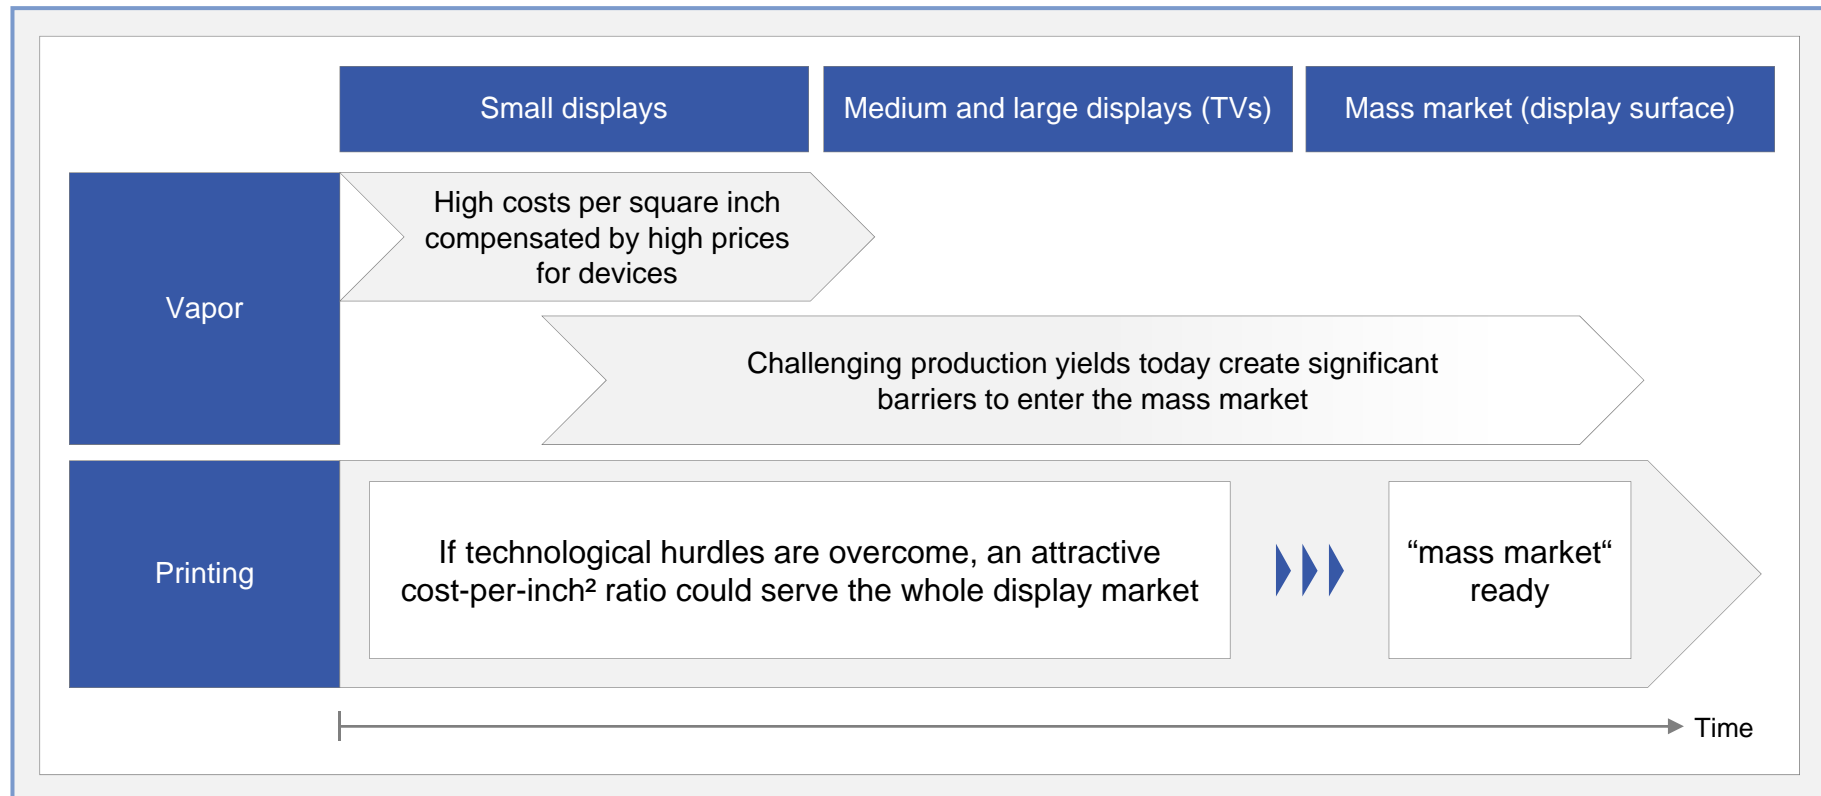 Small displays
Medium and large displays (TVs)
Mass market (display surface)
Vapor
High costs per square inch
compensated by high prices
for devices
Challenging production yields today create significant
barriers to enter the mass market
Printing
If technological hurdles are overcome, an attractive
cost-per-inch² ratio could serve the whole display market
“mass market“
ready
Time